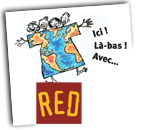 Ici !
Là-bas !
Avec...
RED